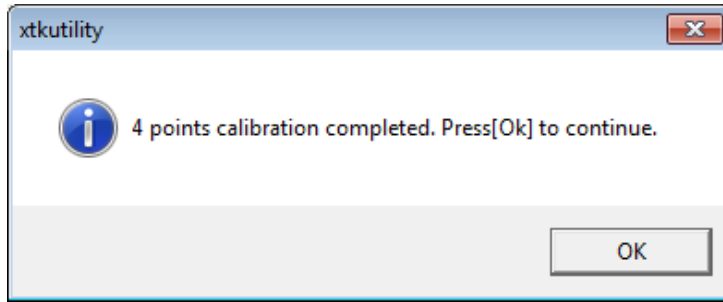 xtkutility
4 points calibration completed. Press[Ok] to continue.
OK